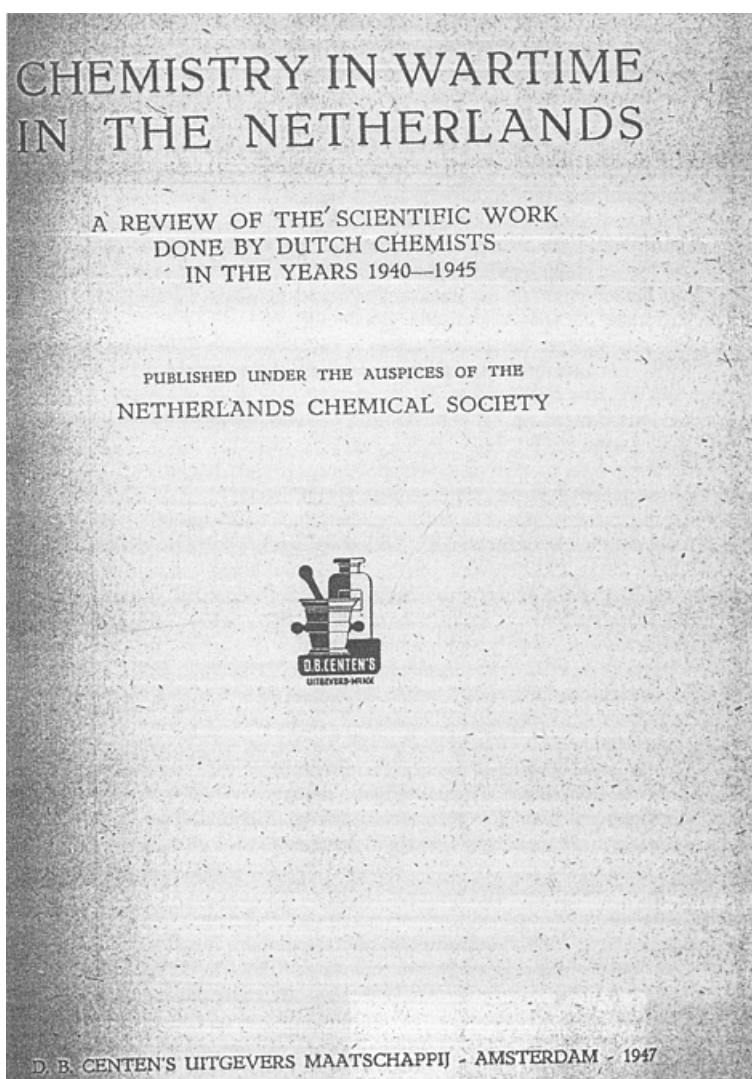 CHEMISTRY IN WARTIME
IN THE NETHERLANDS
A REVIEW OF THE SCIENTIFIC WORK
DONE BY DUTCH CHEMISTS
IN THE YEARS 1940—1945
PUBLISHED UNDER THE AUSPICES OF THE
NETHERLANDS CHEMICAL SOCIETY
D.B.CENTEN'S
D. B. CENTEN'S UITGEVERS MAATSCHAPPIJ - AMSTERDAM - 1947